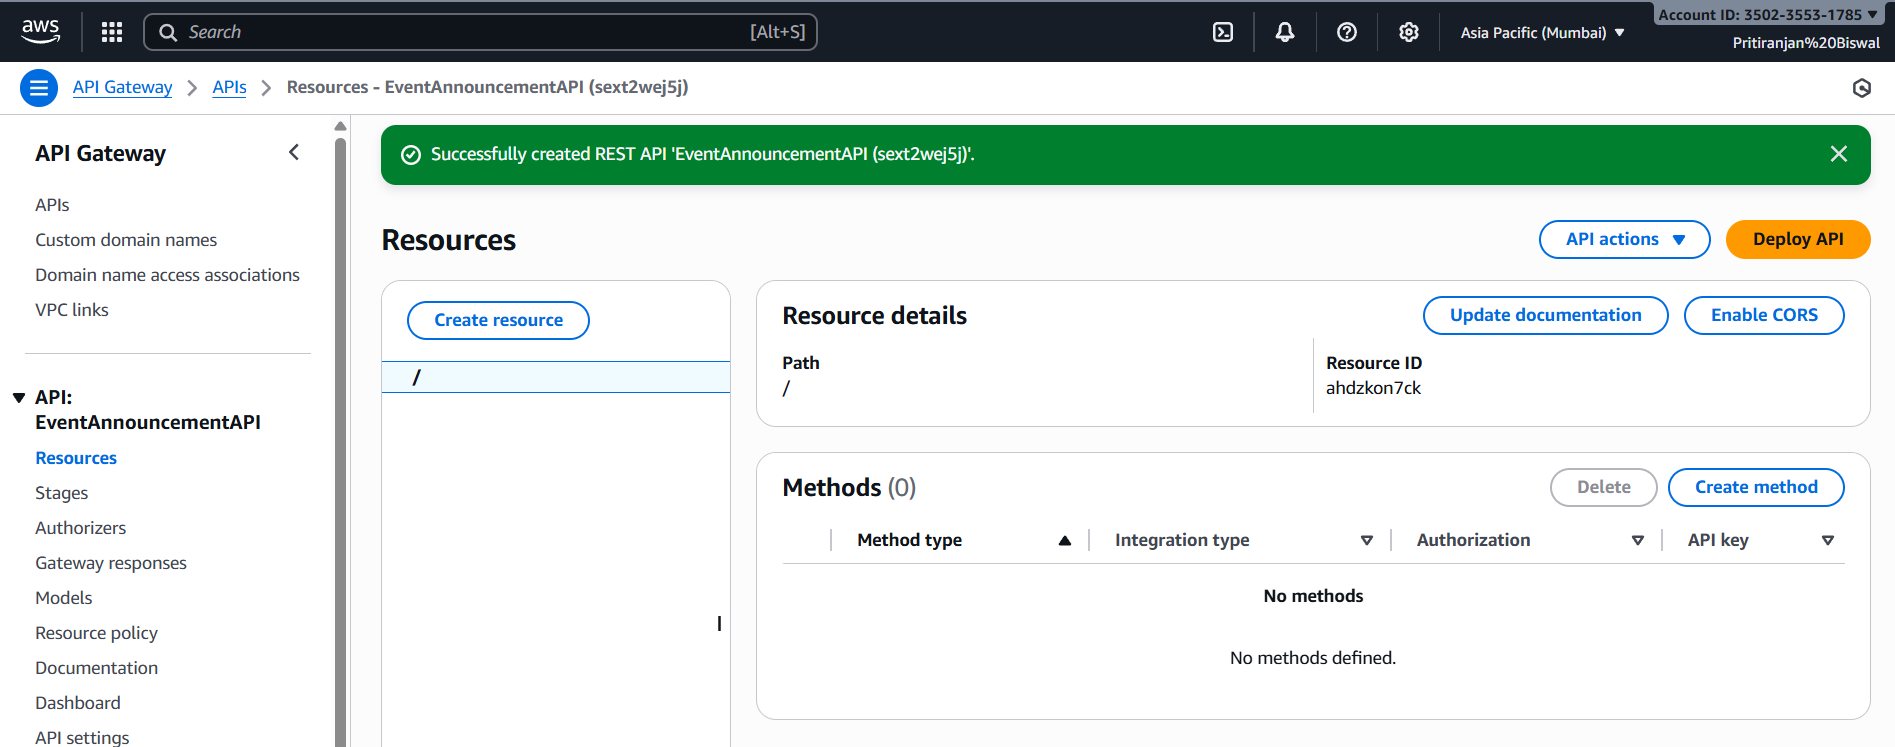 aws
Search [Alt+S]
Asia Pacific (Mumbai)
Account ID: 3502-3553-1785
Pritiranjan%20Biswal
API Gateway
APIs
Resources - EventAnnouncementAPI (sext2wej5j)
API Gateway
APIs
Custom domain names
Domain name access associations
VPC links
API:
EventAnnouncementAPI
Resources
Stages
Authorizers
Gateway responses
Models
Resource policy
Documentation
Dashboard
API settings
Successfully created REST API 'EventAnnouncementAPI (sext2wej5j)'.
Resources
API actions
Deploy API
Create resource
/
Resource details
Update documentation
Enable CORS
Path
/
Resource ID
ahdzkon7ck
Methods (0)
Delete
Create method
Method type Integration type Authorization API key
No methods
No methods defined.